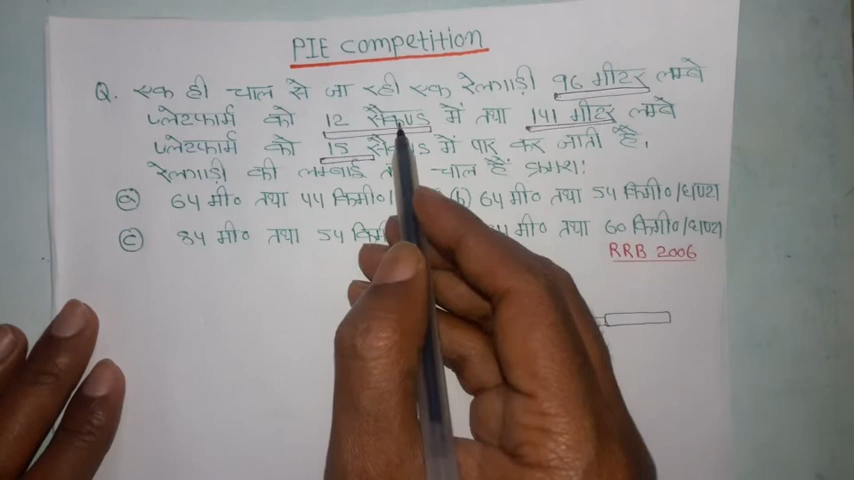 PIE competition
Q. एक ही चाल से जा रही एक रेलगाड़ी 96 मीटर लम्बे
प्लेटफार्म को 12 सैकण्ड में तथा 141 मीटर लम्बे
प्लेटफार्म को 15 में पार कर जाती है।
रेलगाड़ी की लम्बाई चाल हैं क्रमशः
(a) 64 मी० तथा 44 किमी०/ (b) 64 मी० तथा 54 किमी०/घण्टा
(c) 84 मी० तथा 54 मी० तथा 60 किमी०/घण्टा
RRB 2006